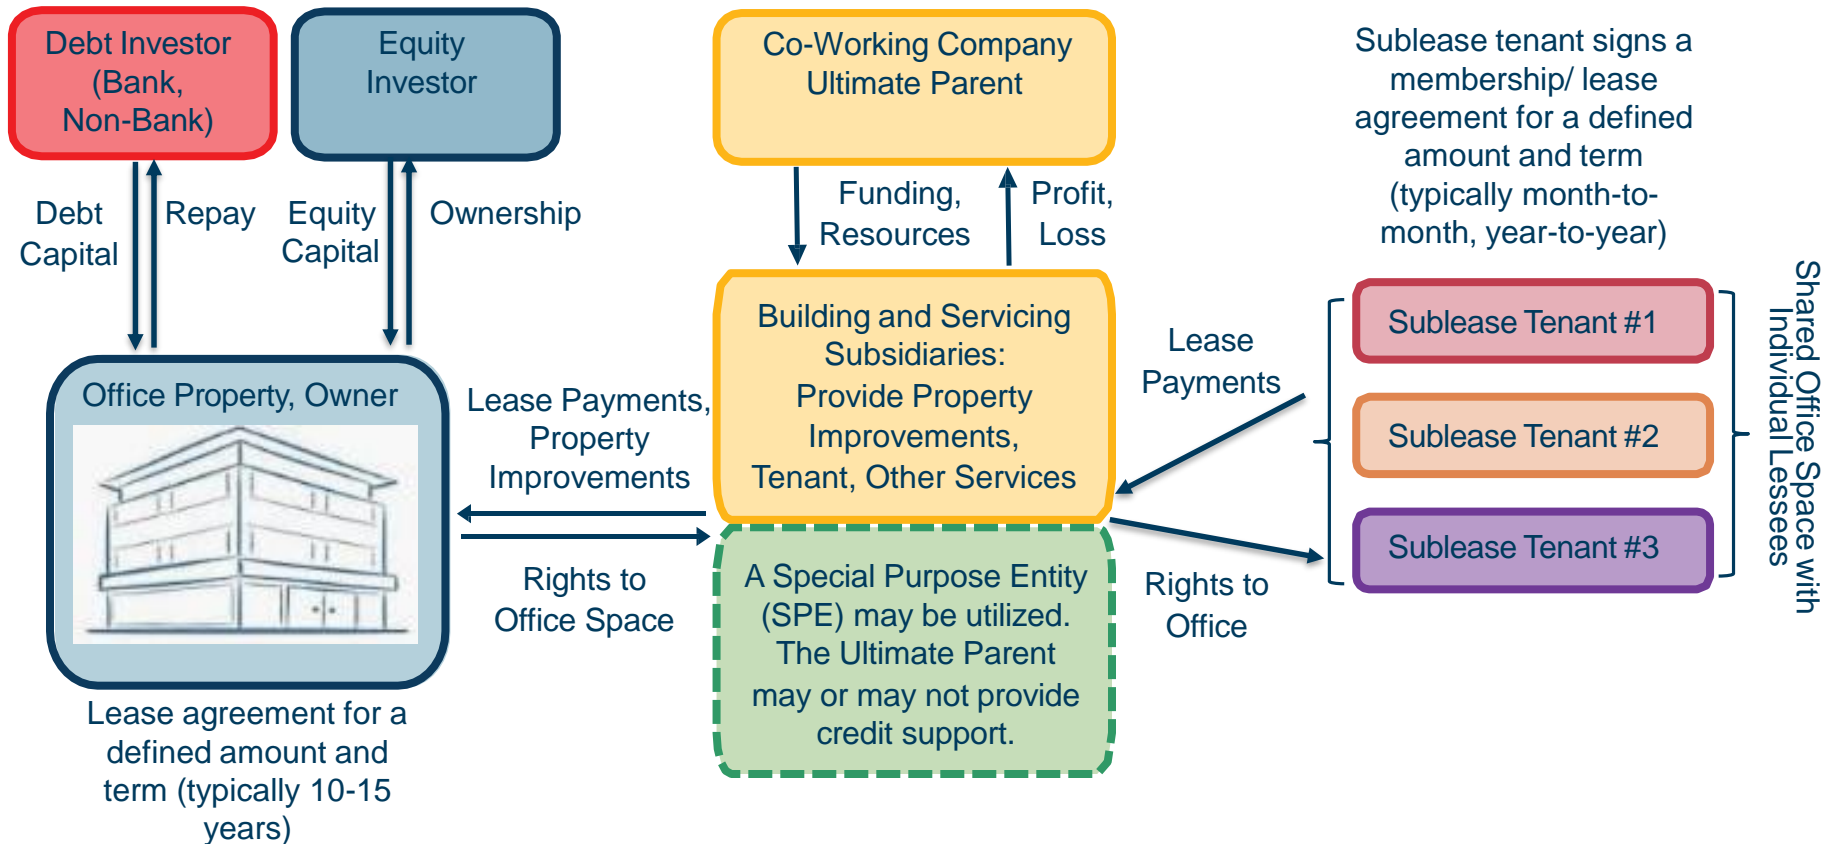 Debt Investor
(Bank,
Non-Bank)
Equity
Investor
Co-Working Company
Ultimate Parent
Sublease tenant signs a
membership/ lease
agreement for a defined
amount and term
(typically month-to-
month, year-to-year)
Debt
Capital
Repay
Equity
Capital
Ownership
Funding,
Resources
Profit,
Loss
Office Property, Owner
Lease Payments,
Property
Improvements
Rights to
Office Space
Building and Servicing
Subsidiaries:
Provide Property
Improvements,
Tenant, Other Services
A Special Purpose Entity
(SPE) may be utilized.
The Ultimate Parent
may or may not provide
credit support.
Lease
Payments
Rights to
Office
Sublease Tenant #1
Sublease Tenant #2
Sublease Tenant #3
Shared Office Space with
Individual Lessees
Lease agreement for a
defined amount and
term (typically 10-15
years)